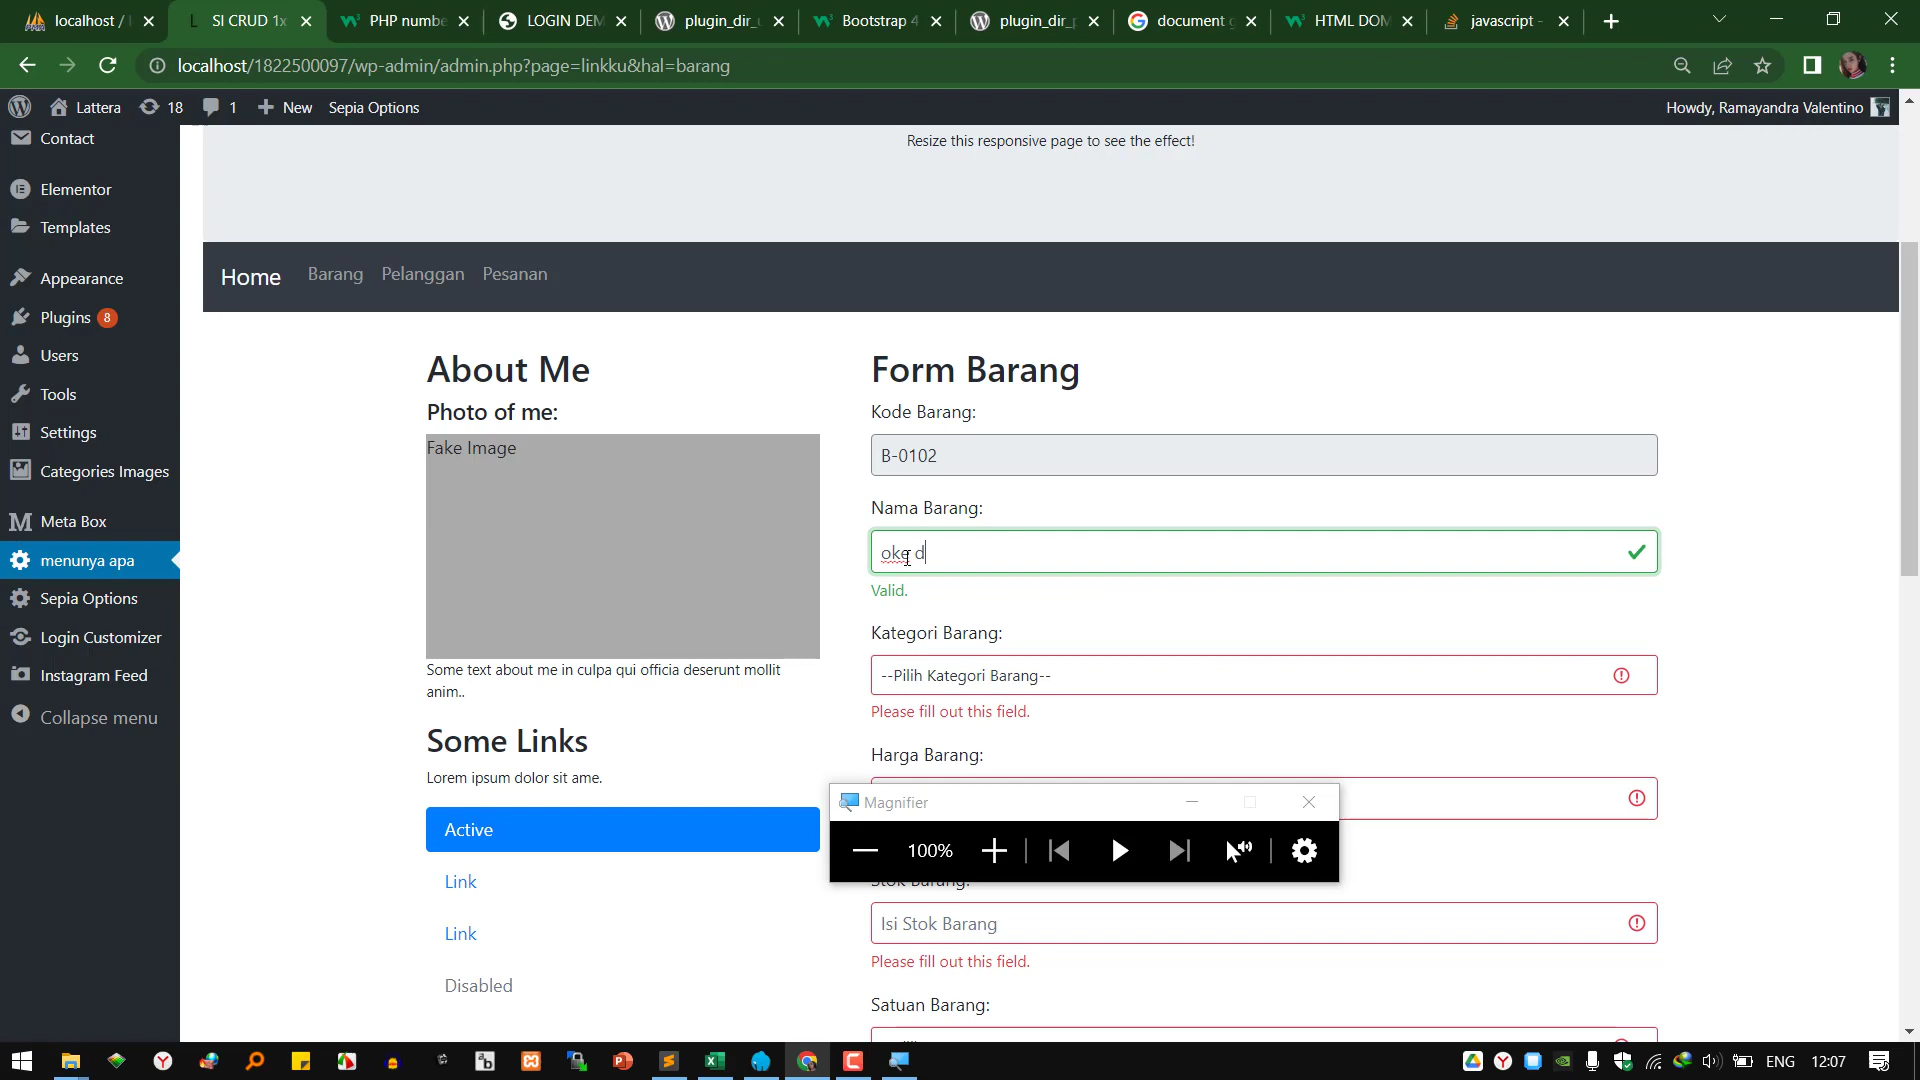 localhost /
SI CRUD 1x
PHP numbe
LOGIN DEM
plugin_dir_
Bootstrap 4
plugin_dir_p
document g
HTML DOM
javascript -
localhost/1822500097/wp-admin/admin.php?page=linkku&hal=barang
Lattera
18
1
New
Sepia Options
Howdy, Ramayandra Valentino
Contact
Elementor
Templates
Appearance
Plugins 8
Users
Tools
Settings
Categories Images
Meta Box
menunya apa
Sepia Options
Login Customizer
Instagram Feed
Collapse menu
Resize this responsive page to see the effect!
Home
Barang
Pelanggan
Pesanan
About Me
Photo of me:
Fake Image
Some text about me in culpa qui officia deserunt mollit
anim..
Some Links
Lorem ipsum dolor sit ame.
Active
Link
Link
Disabled
Form Barang
Kode Barang:
B-0102
Nama Barang:
oke d
Valid.
Kategori Barang:
--Pilih Kategori Barang--
Please fill out this field.
Harga Barang:
Magnifier
100%
Stok Barang:
Isi Stok Barang
Please fill out this field.
Satuan Barang:
ENG
12:07